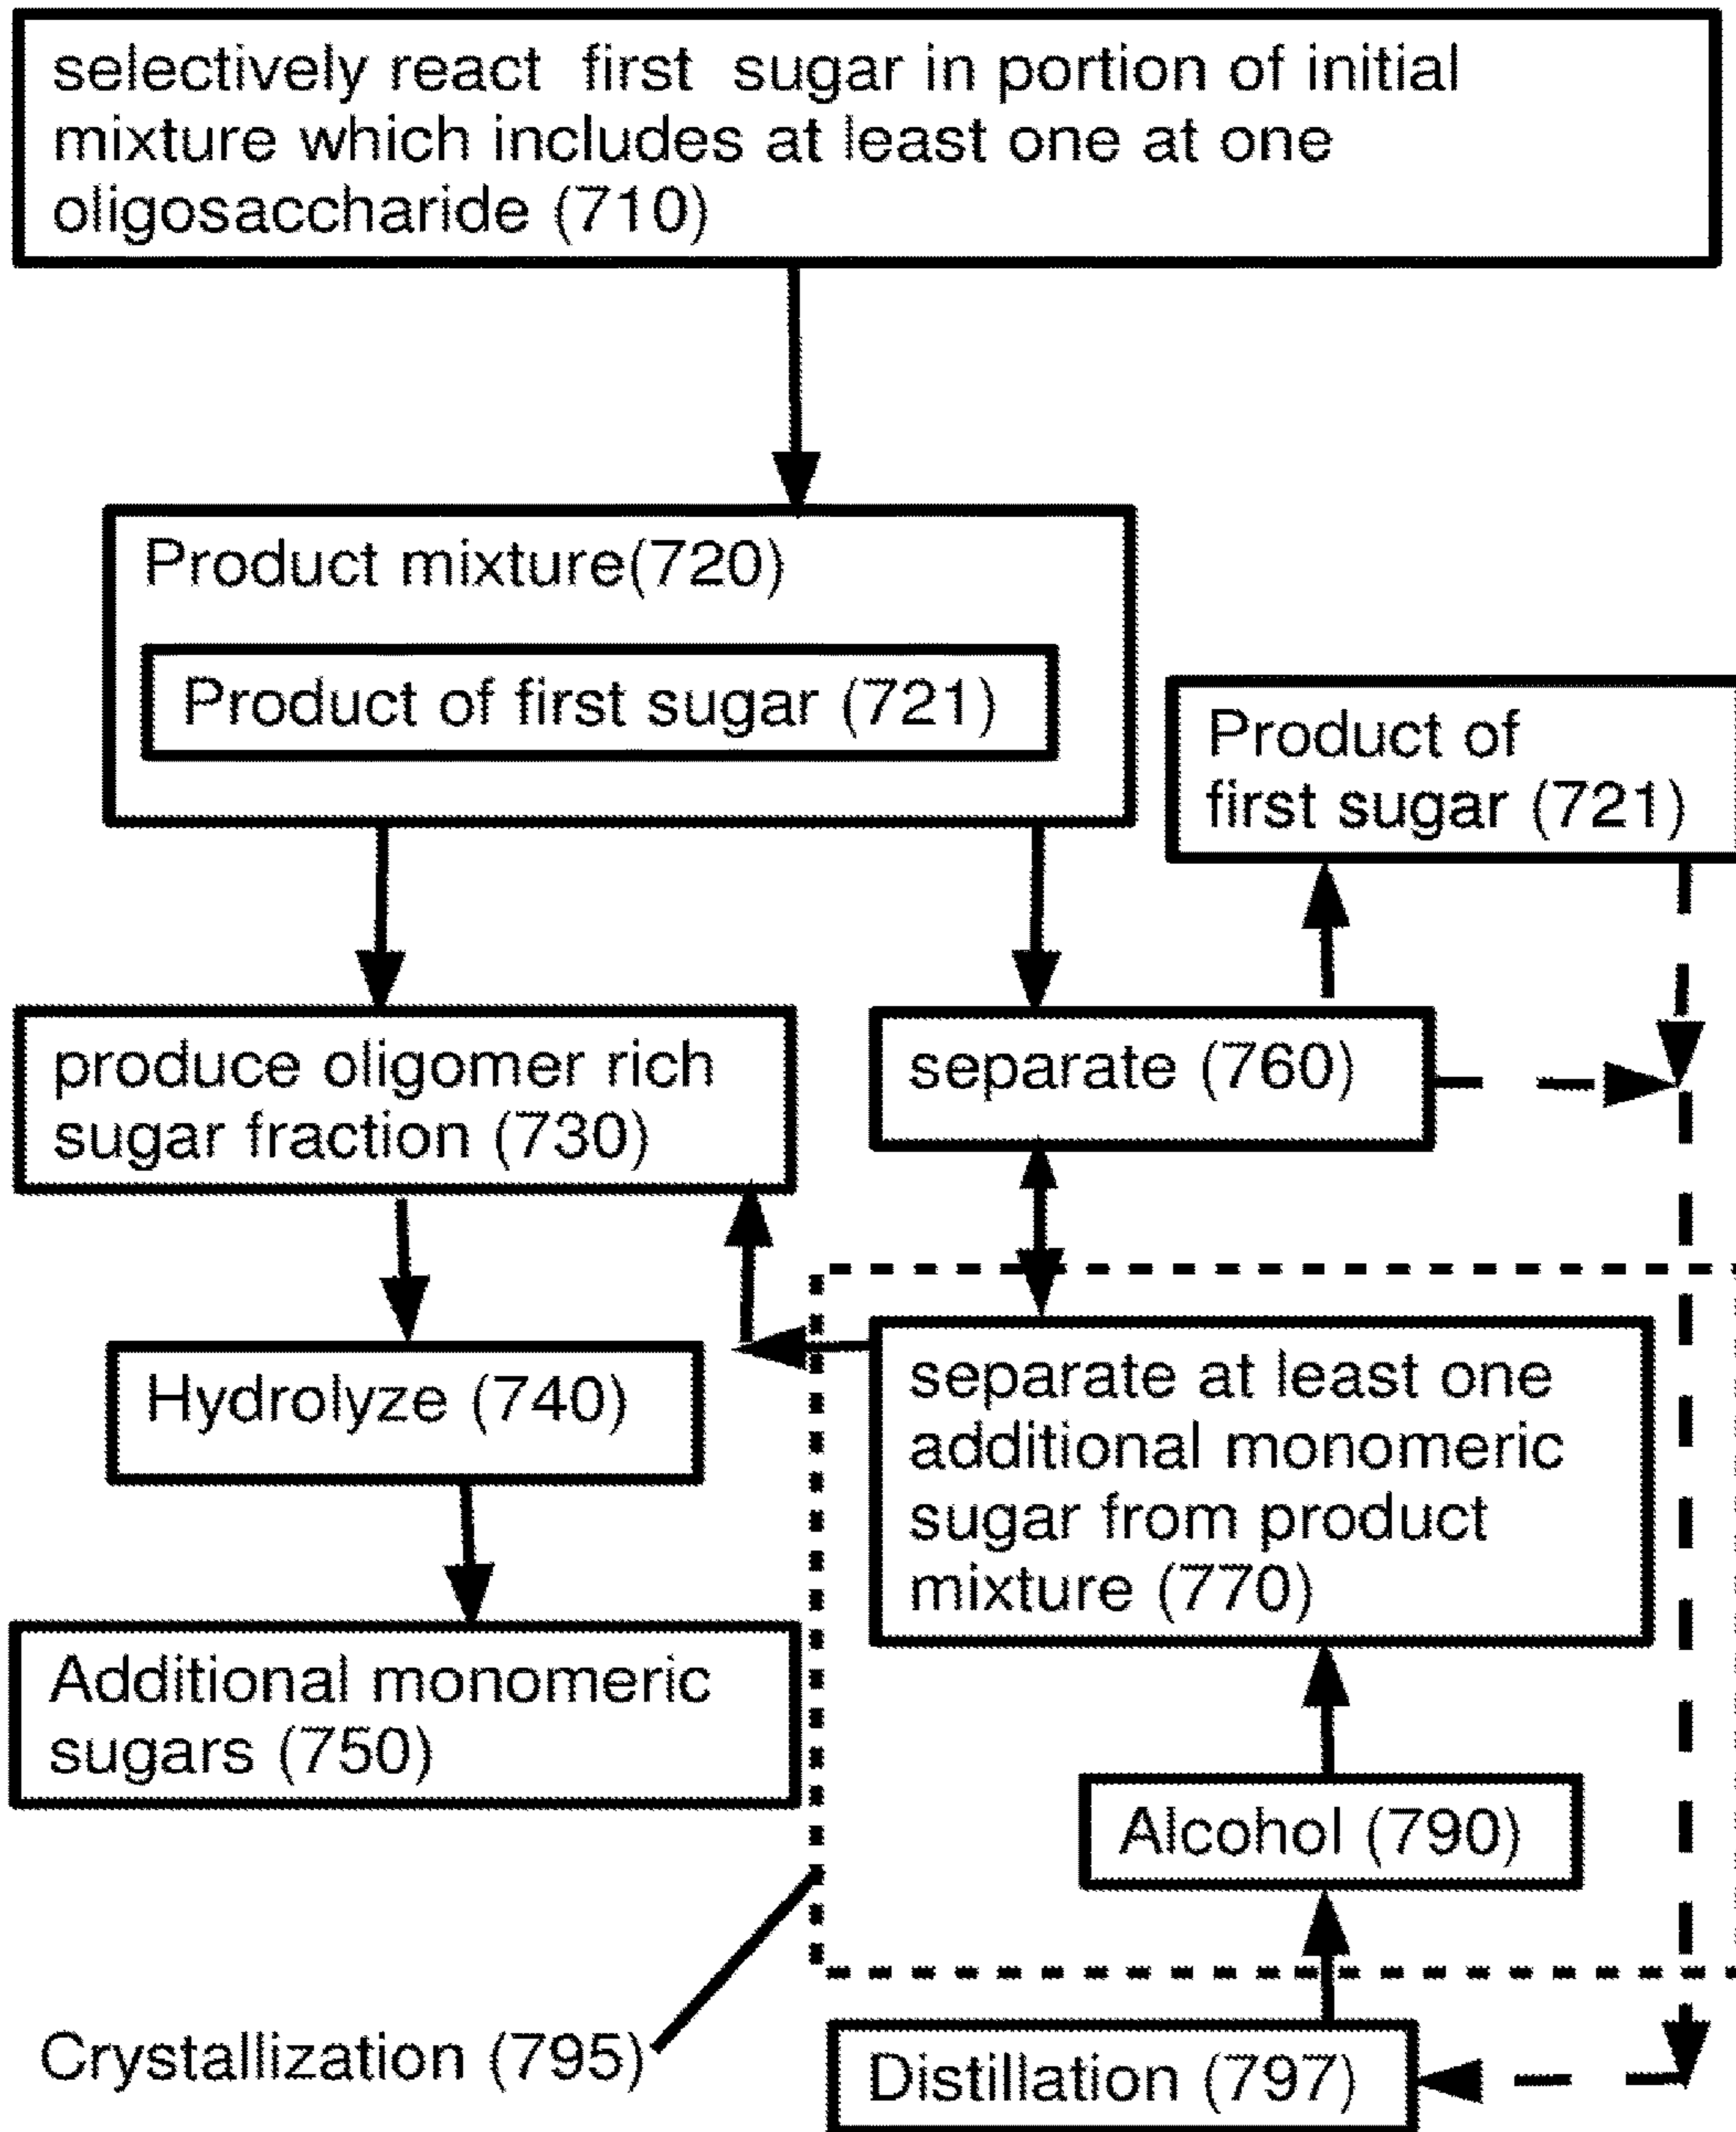 selectively react first sugar in portion of initial
mixture which includes at least one at one
oligosaccharide (710)
Product mixture(720)
Product of first sugar (721)
Product of
first sugar (721)
produce oligomer rich
sugar fraction (730)
separate (760)
Hydrolyze (740)
separate at least one
additional monomeric
sugar from product
mixture (770)
Additional monomeric
sugars (750)
Alcohol (790)
Crystallization (795)
Distillation (797)